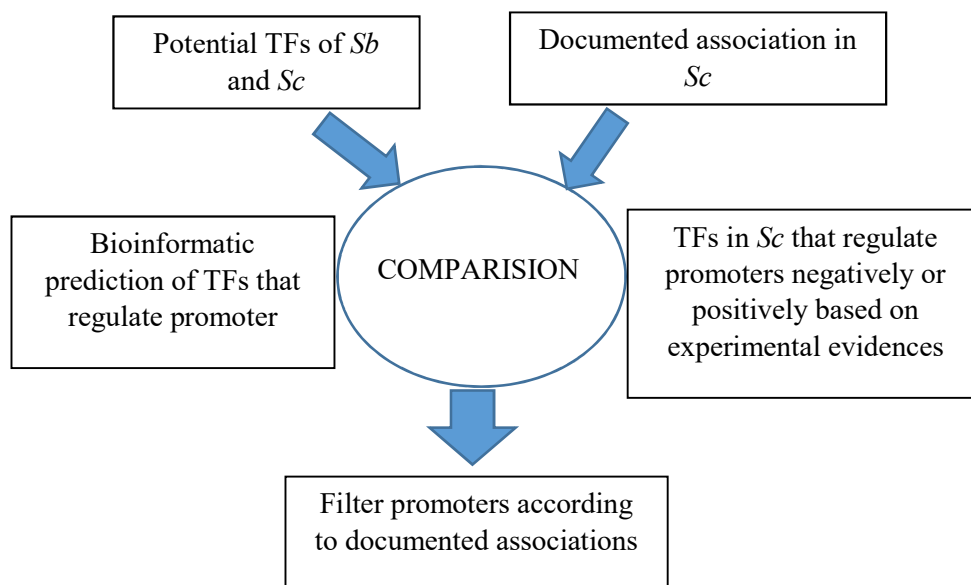 Potential TFs of Sb
and Sc
Documented association in
Sc
Bioinformatic
prediction of TFs that
regulate promoter
COMPARISION
TFs in Sc that regulate
promoters negatively or
positively based on
experimental evidences
Filter promoters according
to documented associations